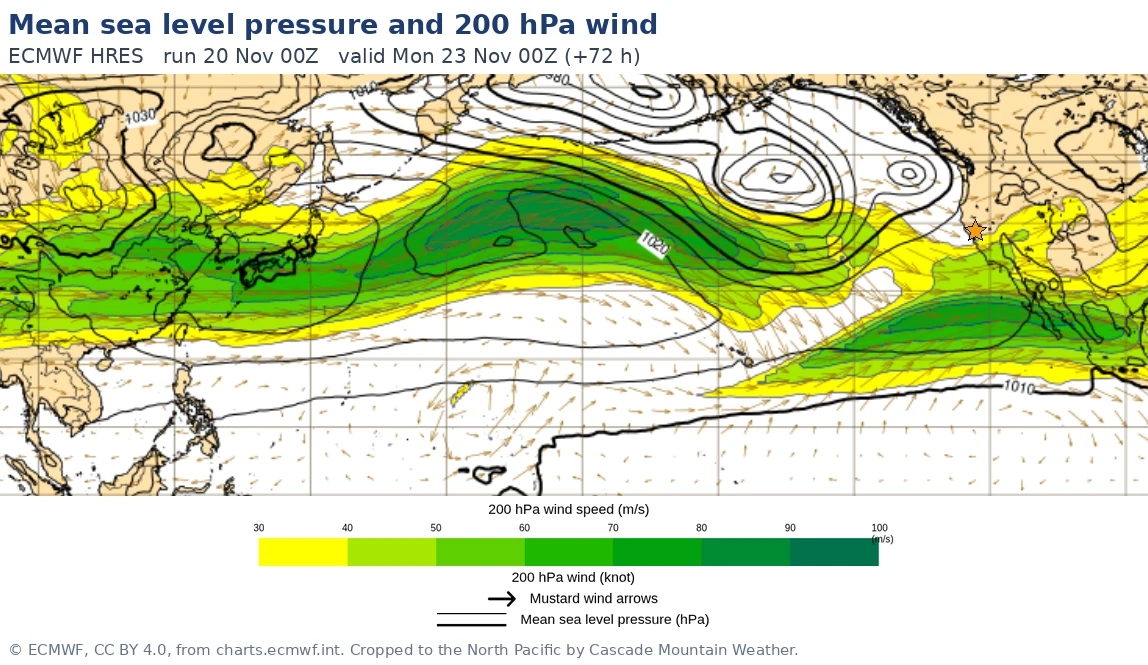 Mean sea level pressure and 200 hPa wind
ECMWF HRES run 20 Nov 00Z valid Mon 23 Nov 00Z (+72 h)
1010
980
1030
1020
1010
200 hPa wind speed (m/s)
30 40 50 60 70 80 90 100
(m/s)
200 hPa wind (knot)
Mustard wind arrows
Mean sea level pressure (hPa)
© ECMWF, CC BY 4.0, from charts.ecmwf.int. Cropped to the North Pacific by Cascade Mountain Weather.